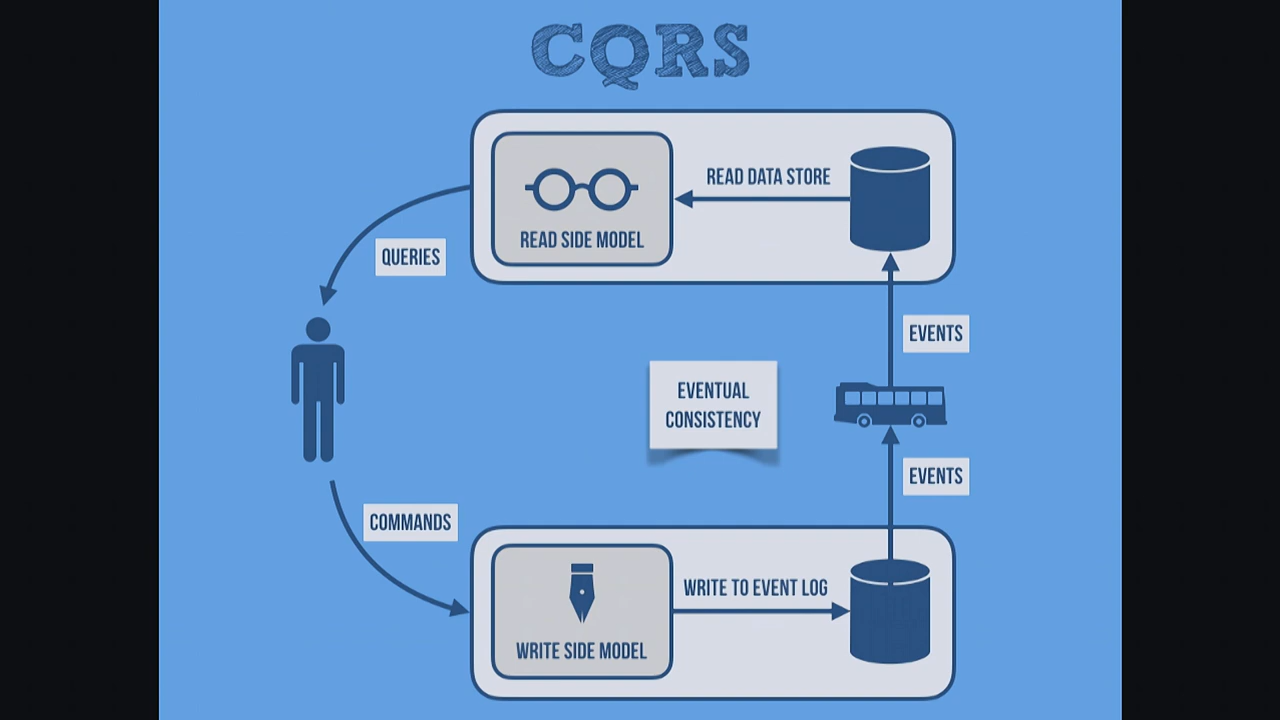 CQRS
READ DATA STORE
READ SIDE MODEL
QUERIES
EVENTS
EVENTUAL
CONSISTENCY
EVENTS
COMMANDS
WRITE TO EVENT LOG
WRITE SIDE MODEL